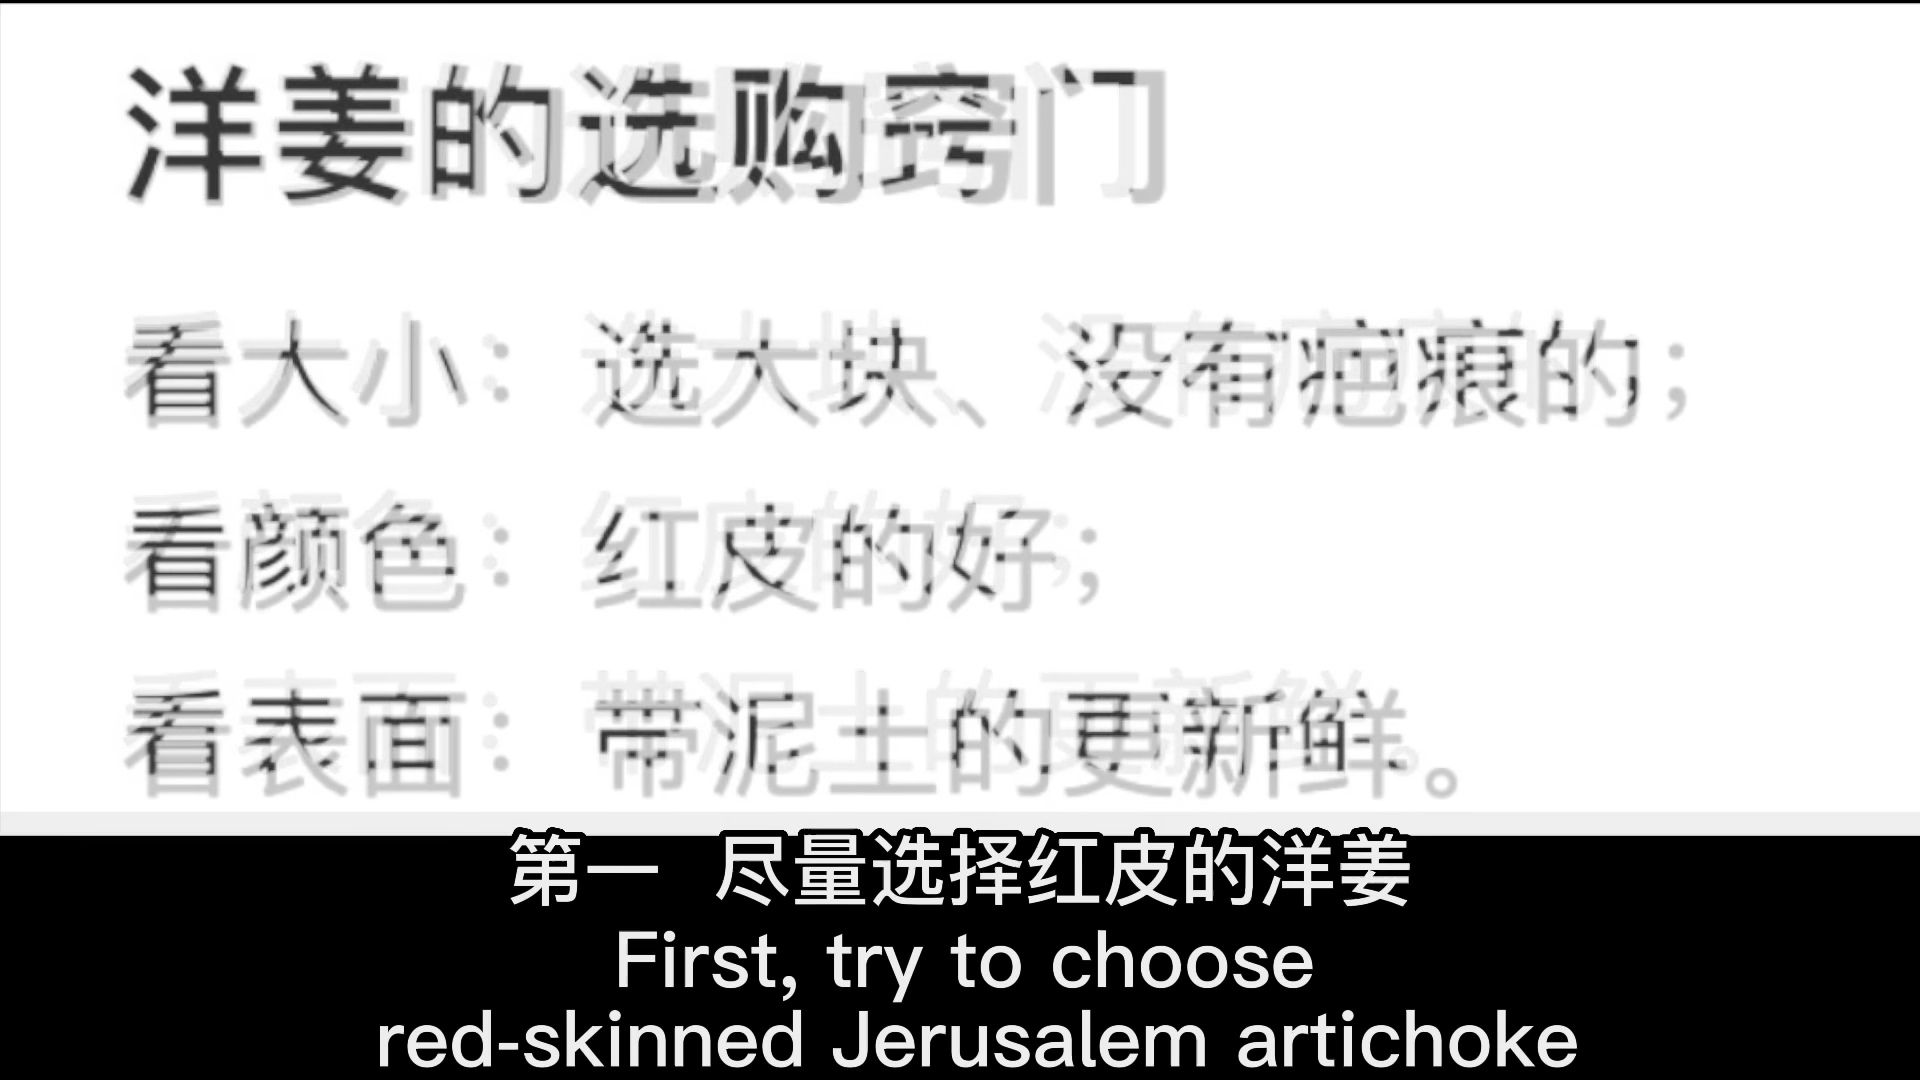 洋姜的选购窍门
看大小：选大块、没有疤痕的；
看颜色：红皮的好；
看表面：带泥土的更新鲜。
第一 尽量选择红皮的洋姜
First, try to choose
red-skinned Jerusalem artichoke